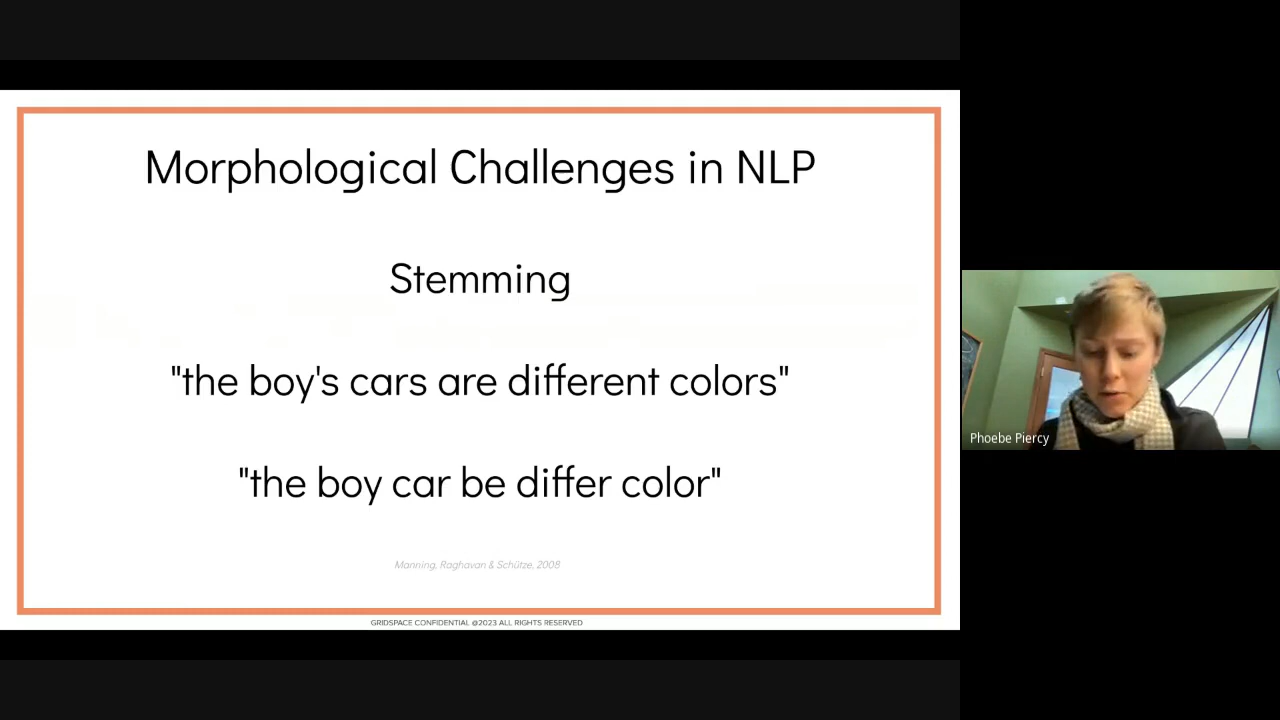 Morphological Challenges in NLP
Stemming
"the boy's cars are different colors"
"the boy car be differ color"
Manning, Raghavan & Schütze, 2008
GRIDSPACE CONFIDENTIAL @2023 ALL RIGHTS RESERVED
Phoebe Piercy